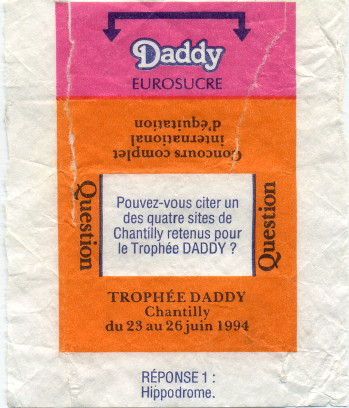 Daddy
EUROSUCRE
Concours complet
international
d'équitation
Question
Pouvez-vous citer un
des quatre sites de
Chantilly retenus pour
le Trophée DADDY ?
Question
TROPHÉE DADDY
Chantilly
du 23 au 26 juin 1994
RÉPONSE 1 :
Hippodrome.